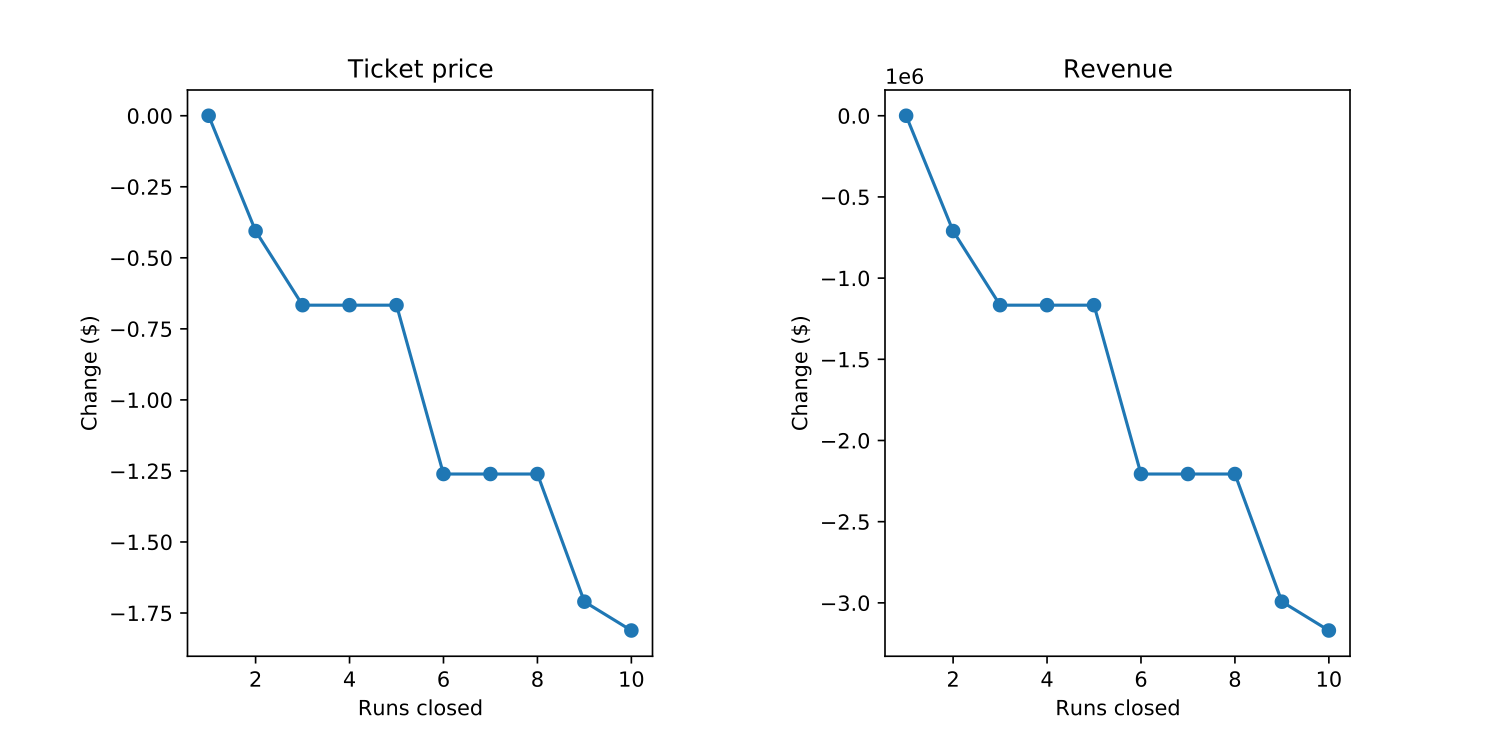 Ticket price
0.00
−0.25
−0.50
−0.75
−1.00
−1.25
−1.50
−1.75
Change ($)
2 4 6 8 10
Runs closed
Revenue
1e6
0.0
−0.5
−1.0
−1.5
−2.0
−2.5
−3.0
Change ($)
2 4 6 8 10
Runs closed